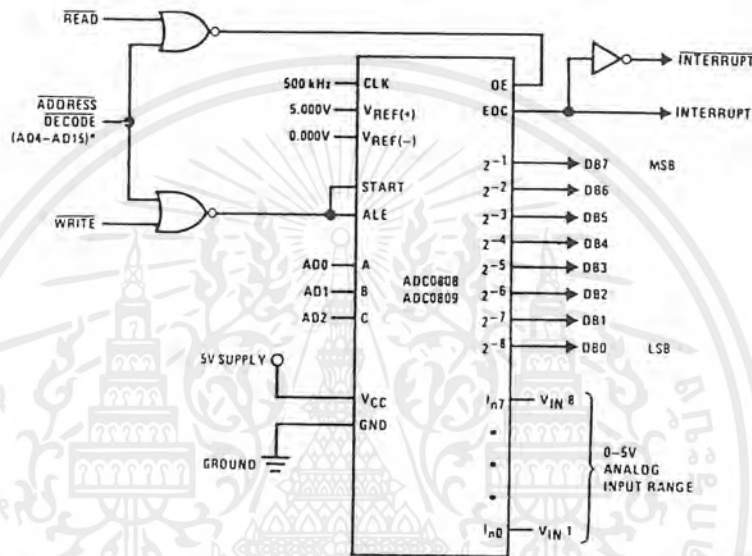 READ
ADDRESS
DECODE
(AD4-AD15)*
WRITE
500 kHz
CLK
5.000V
VREF(+)
0.000V
VREF(-)
START
ALE
AD0
A
AD1
B
AD2
C
5V SUPPLY
VCC
GND
GROUND
ADC0808
ADC0809
OE
EOC
INTERRUPT
INTERRUPT
2-1
DB7
MSB
2-2
DB6
2-3
DB5
2-4
DB4
2-5
DB3
2-6
DB2
2-7
DB1
2-8
DB0
LSB
In7
VIN 8
0-5V
ANALOG
INPUT RANGE
In0
VIN 1